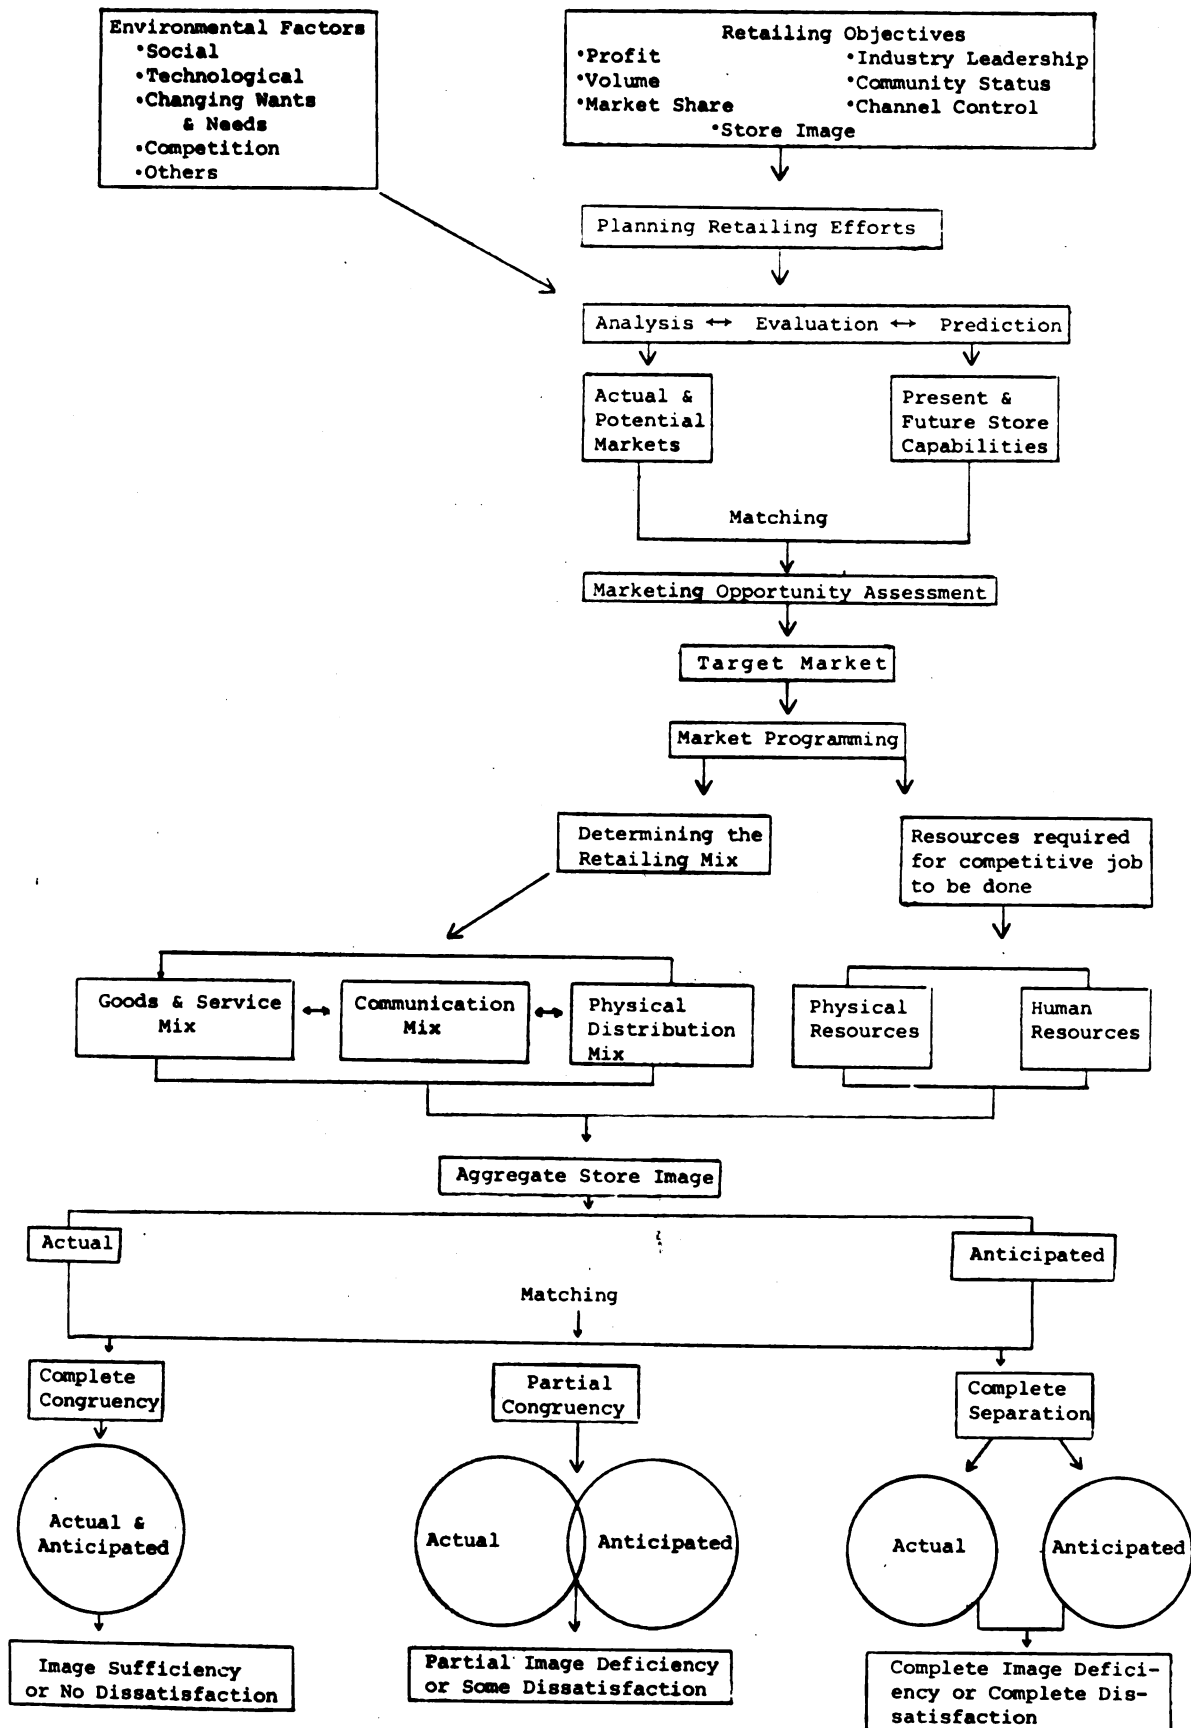 Environmental Factors
•Social
•Technological
•Changing Wants
& Needs
•Competition
•Others
Retailing Objectives
•Profit
•Industry Leadership
•Volume
•Community Status
•Market Share
•Channel Control
•Store Image
Planning Retailing Efforts
Analysis ↔ Evaluation ↔ Prediction
Actual &
Potential
Markets
Present &
Future Store
Capabilities
Matching
Marketing Opportunity Assessment
Target Market
Market Programming
Determining the
Retailing Mix
Resources required
for competitive job
to be done
Goods & Service
Mix
Communication
Mix
Physical
Distribution
Mix
Physical
Resources
Human
Resources
Aggregate Store Image
Actual
Anticipated
Matching
Complete
Congruency
Partial
Congruency
Complete
Separation
Actual &
Anticipated
Actual
Anticipated
Actual
Anticipated
Image Sufficiency
or No Dissatisfaction
Partial Image Deficiency
or Some Dissatisfaction
Complete Image Defici-
ency or Complete Dis-
satisfaction